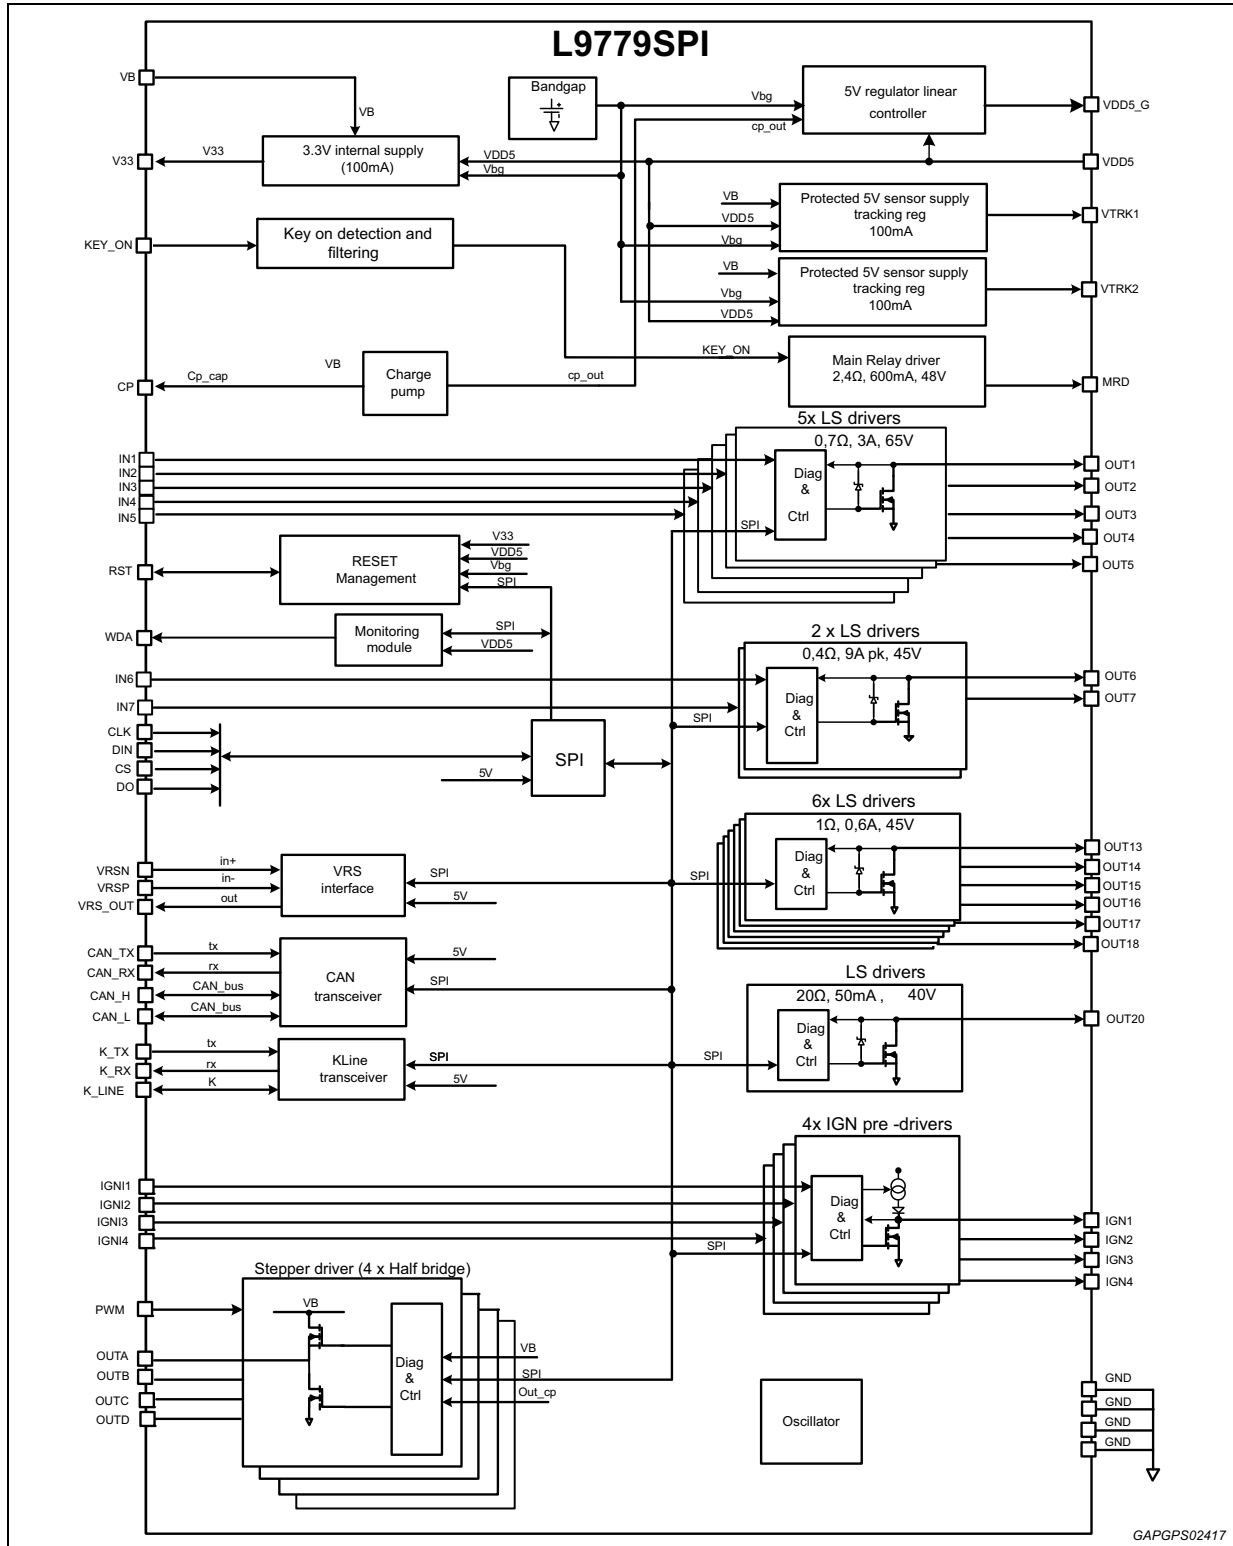 L9779SPI
VB
VB
Bandgap
Vbg
cp_out
5V regulator linear
controller
VDD5_G
V33
V33
3.3V internal supply
(100mA)
VDD5
Vbg
VDD5
VB
VDD5
Vbg
Protected 5V sensor supply
tracking reg
100mA
VTRK1
KEY_ON
Key on detection and
filtering
VB
Vbg
VDD5
Protected 5V sensor supply
tracking reg
100mA
VTRK2
KEY_ON
Main Relay driver
2,4Ω, 600mA, 48V
MRD
CP
Cp_cap
VB
Charge
pump
cp_out
5x LS drivers
0,7Ω, 3A, 65V
IN1
IN2
IN3
IN4
IN5
Diag
&
Ctrl
SPI
OUT1
OUT2
OUT3
OUT4
OUT5
RST
RESET
Management
V33
VDD5
Vbg
SPI
WDA
Monitoring
module
SPI
VDD5
2 x LS drivers
0,4Ω, 9A pk, 45V
IN6
IN7
Diag
&
Ctrl
SPI
OUT6
OUT7
CLK
DIN
CS
DO
5V
SPI
6x LS drivers
1Ω, 0,6A, 45V
Diag
&
Ctrl
SPI
OUT13
OUT14
OUT15
OUT16
OUT17
OUT18
VRSN
VRSP
VRS_OUT
in+
in-
out
VRS
interface
SPI
5V
CAN_TX
CAN_RX
CAN_H
CAN_L
tx
rx
CAN_bus
CAN_bus
CAN
transceiver
5V
SPI
LS drivers
20Ω, 50mA , 40V
Diag
&
Ctrl
SPI
OUT20
K_TX
K_RX
K_LINE
tx
rx
K
KLine
transceiver
SPI
5V
4x IGN pre -drivers
IGNI1
IGNI2
IGNI3
IGNI4
Diag
&
Ctrl
SPI
IGN1
IGN2
IGN3
IGN4
Stepper driver (4 x Half bridge)
PWM
OUTA
OUTB
OUTC
OUTD
VB
Diag
&
Ctrl
VB
SPI
Out_cp
Oscillator
GND
GND
GND
GND
GAPGPS02417